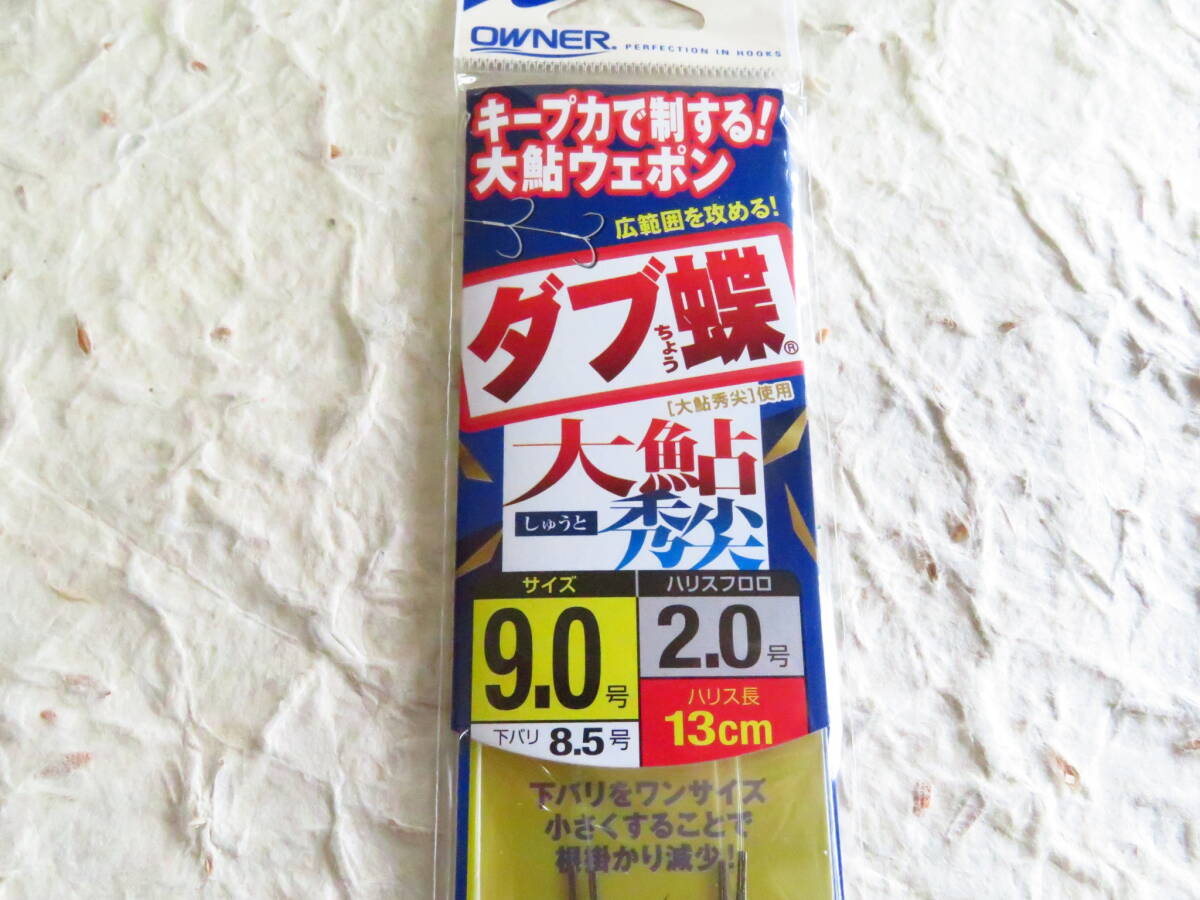 OWNER®
PERFECTION IN HOOKS
キープ力で制する!
大鮎ウェポン
広範囲を攻める!
ダブ蝶®
ちょう
[大鮎秀尖]使用
大鮎
しゅうと 秀尖
サイズ
9.0号
下バリ 8.5号
ハリスフロロ
2.0号
ハリス長
13cm
下バリをワンサイズ
小さくすることで
根掛かり減少!